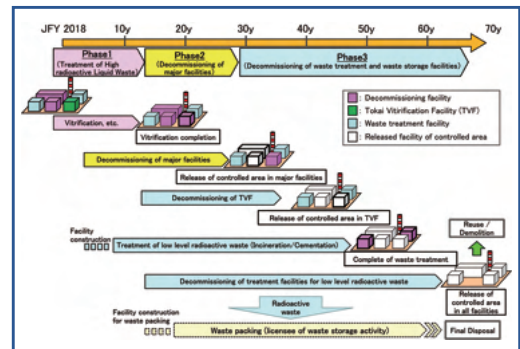 JFY 2018
10y
20y
30y
40y
50y
60y
70y
Phase1
(Treatment of High
radioactive Liquid Waste)
Phase2
(Decommissioning of
major facilities)
Phase3
(Decommissioning of waste treatment and waste storage facilities)
: Decommissioning facility
: Tokai Vitirification Facility (TVF)
: Waste treatment facility
: Released facility of controlled area
Vitrification, etc.
Vitrification completion
Decommissioning of major facilities
Release of controlled area in major facilities
Decommissioning of TVF
Release of controlled area in TVF
Reuse /
Demolition
Facility
construction
Treatment of low level radioactive waste (Incineration/Cementation)
Complete of waste treatment
Decommissioning of treatment facilities for low level radioactive waste
Release of
controlled area
in all facilities
Radioactive
waste
Facility construction
for waste packing
Waste packing (licensee of waste storage activity)
Final Disposal